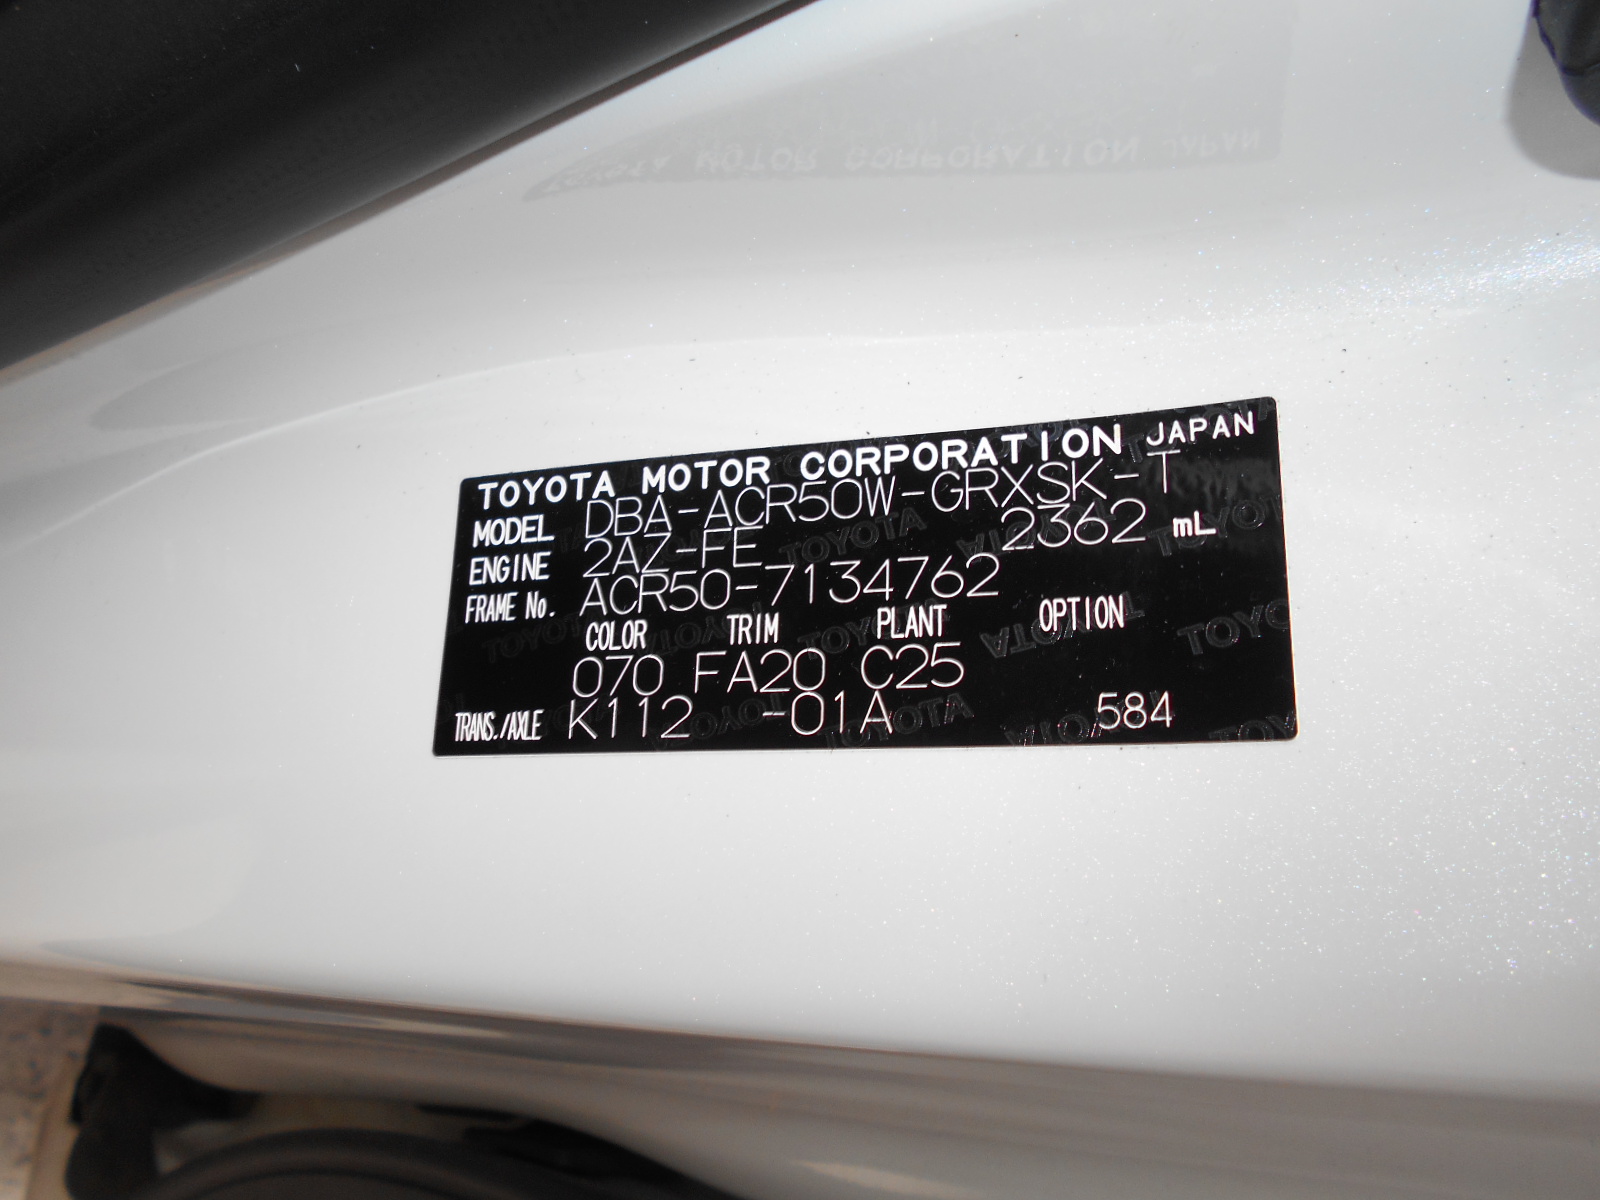 TOYOTA MOTOR CORPORATION JAPAN
MODEL DBA-ACR50W-GRXSK-T
ENGINE 2AZ-FE 2362 mL
FRAME No. ACR50-7134762
COLOR TRIM PLANT OPTION
070 FA20 C25
TRANS./AXLE K112 -01A 584